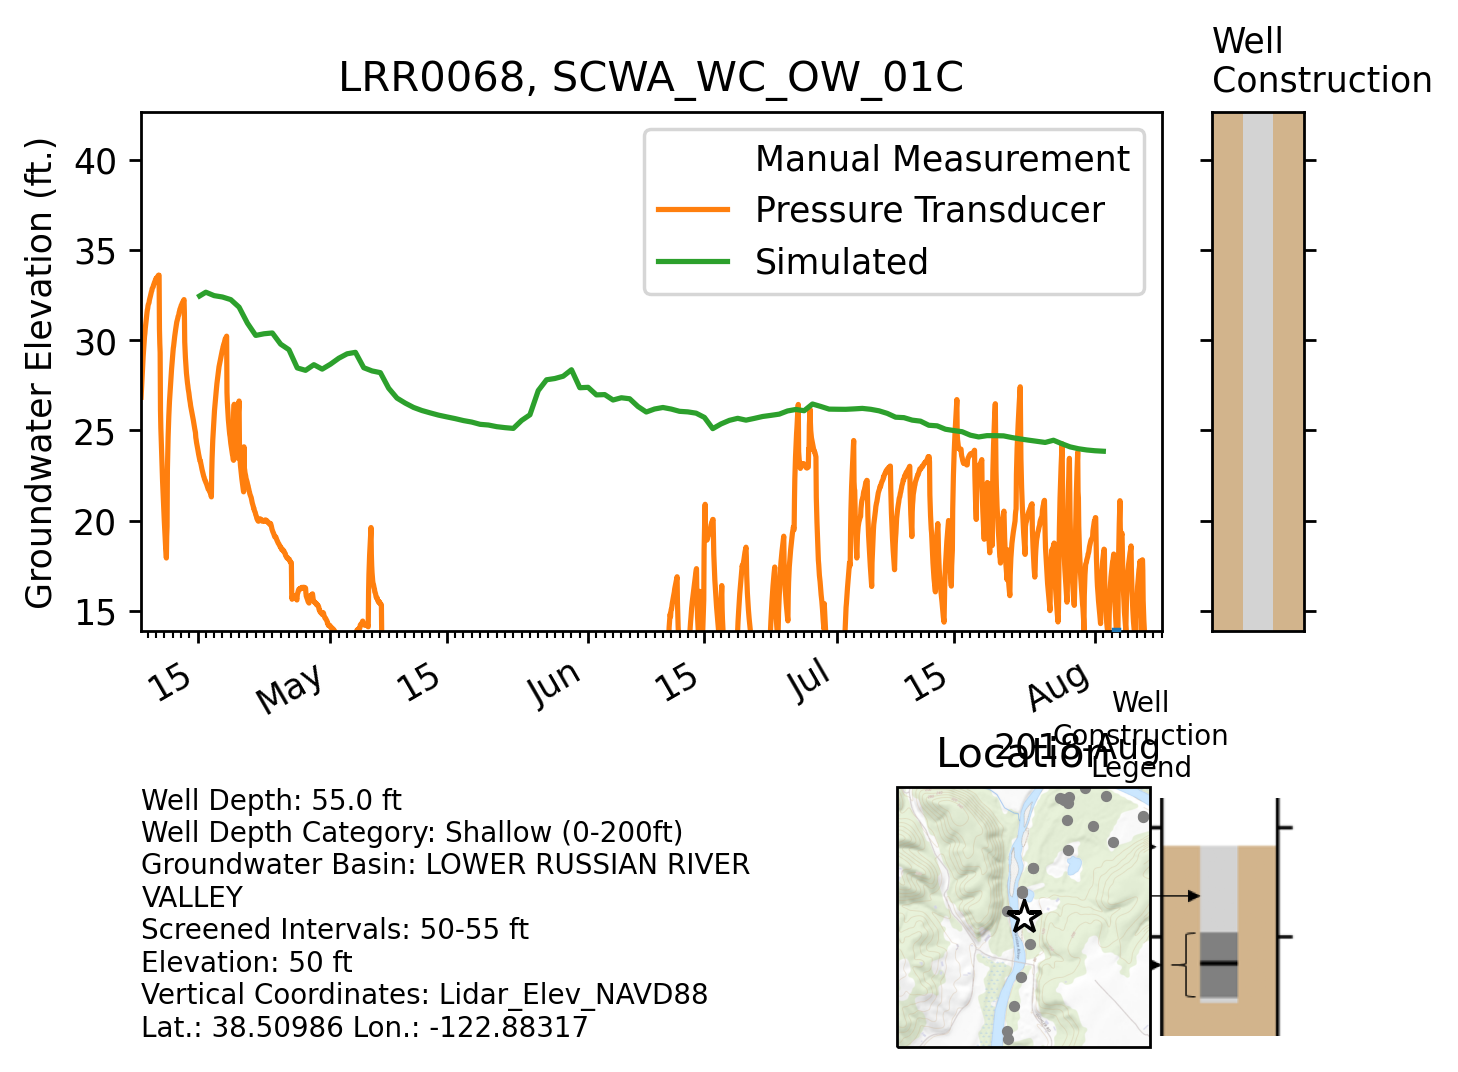 Well
Construction
LRR0068, SCWA_WC_OW_01C
Groundwater Elevation (ft.)
40
35
30
25
20
15
Manual Measurement
Pressure Transducer
Simulated
15
May
15
Jun
15
Jul
15
Aug
2018-Aug
Location
Well
Construction
Legend
Well Depth: 55.0 ft
Well Depth Category: Shallow (0-200ft)
Groundwater Basin: LOWER RUSSIAN RIVER
VALLEY
Screened Intervals: 50-55 ft
Elevation: 50 ft
Vertical Coordinates: Lidar_Elev_NAVD88
Lat.: 38.50986 Lon.: -122.88317